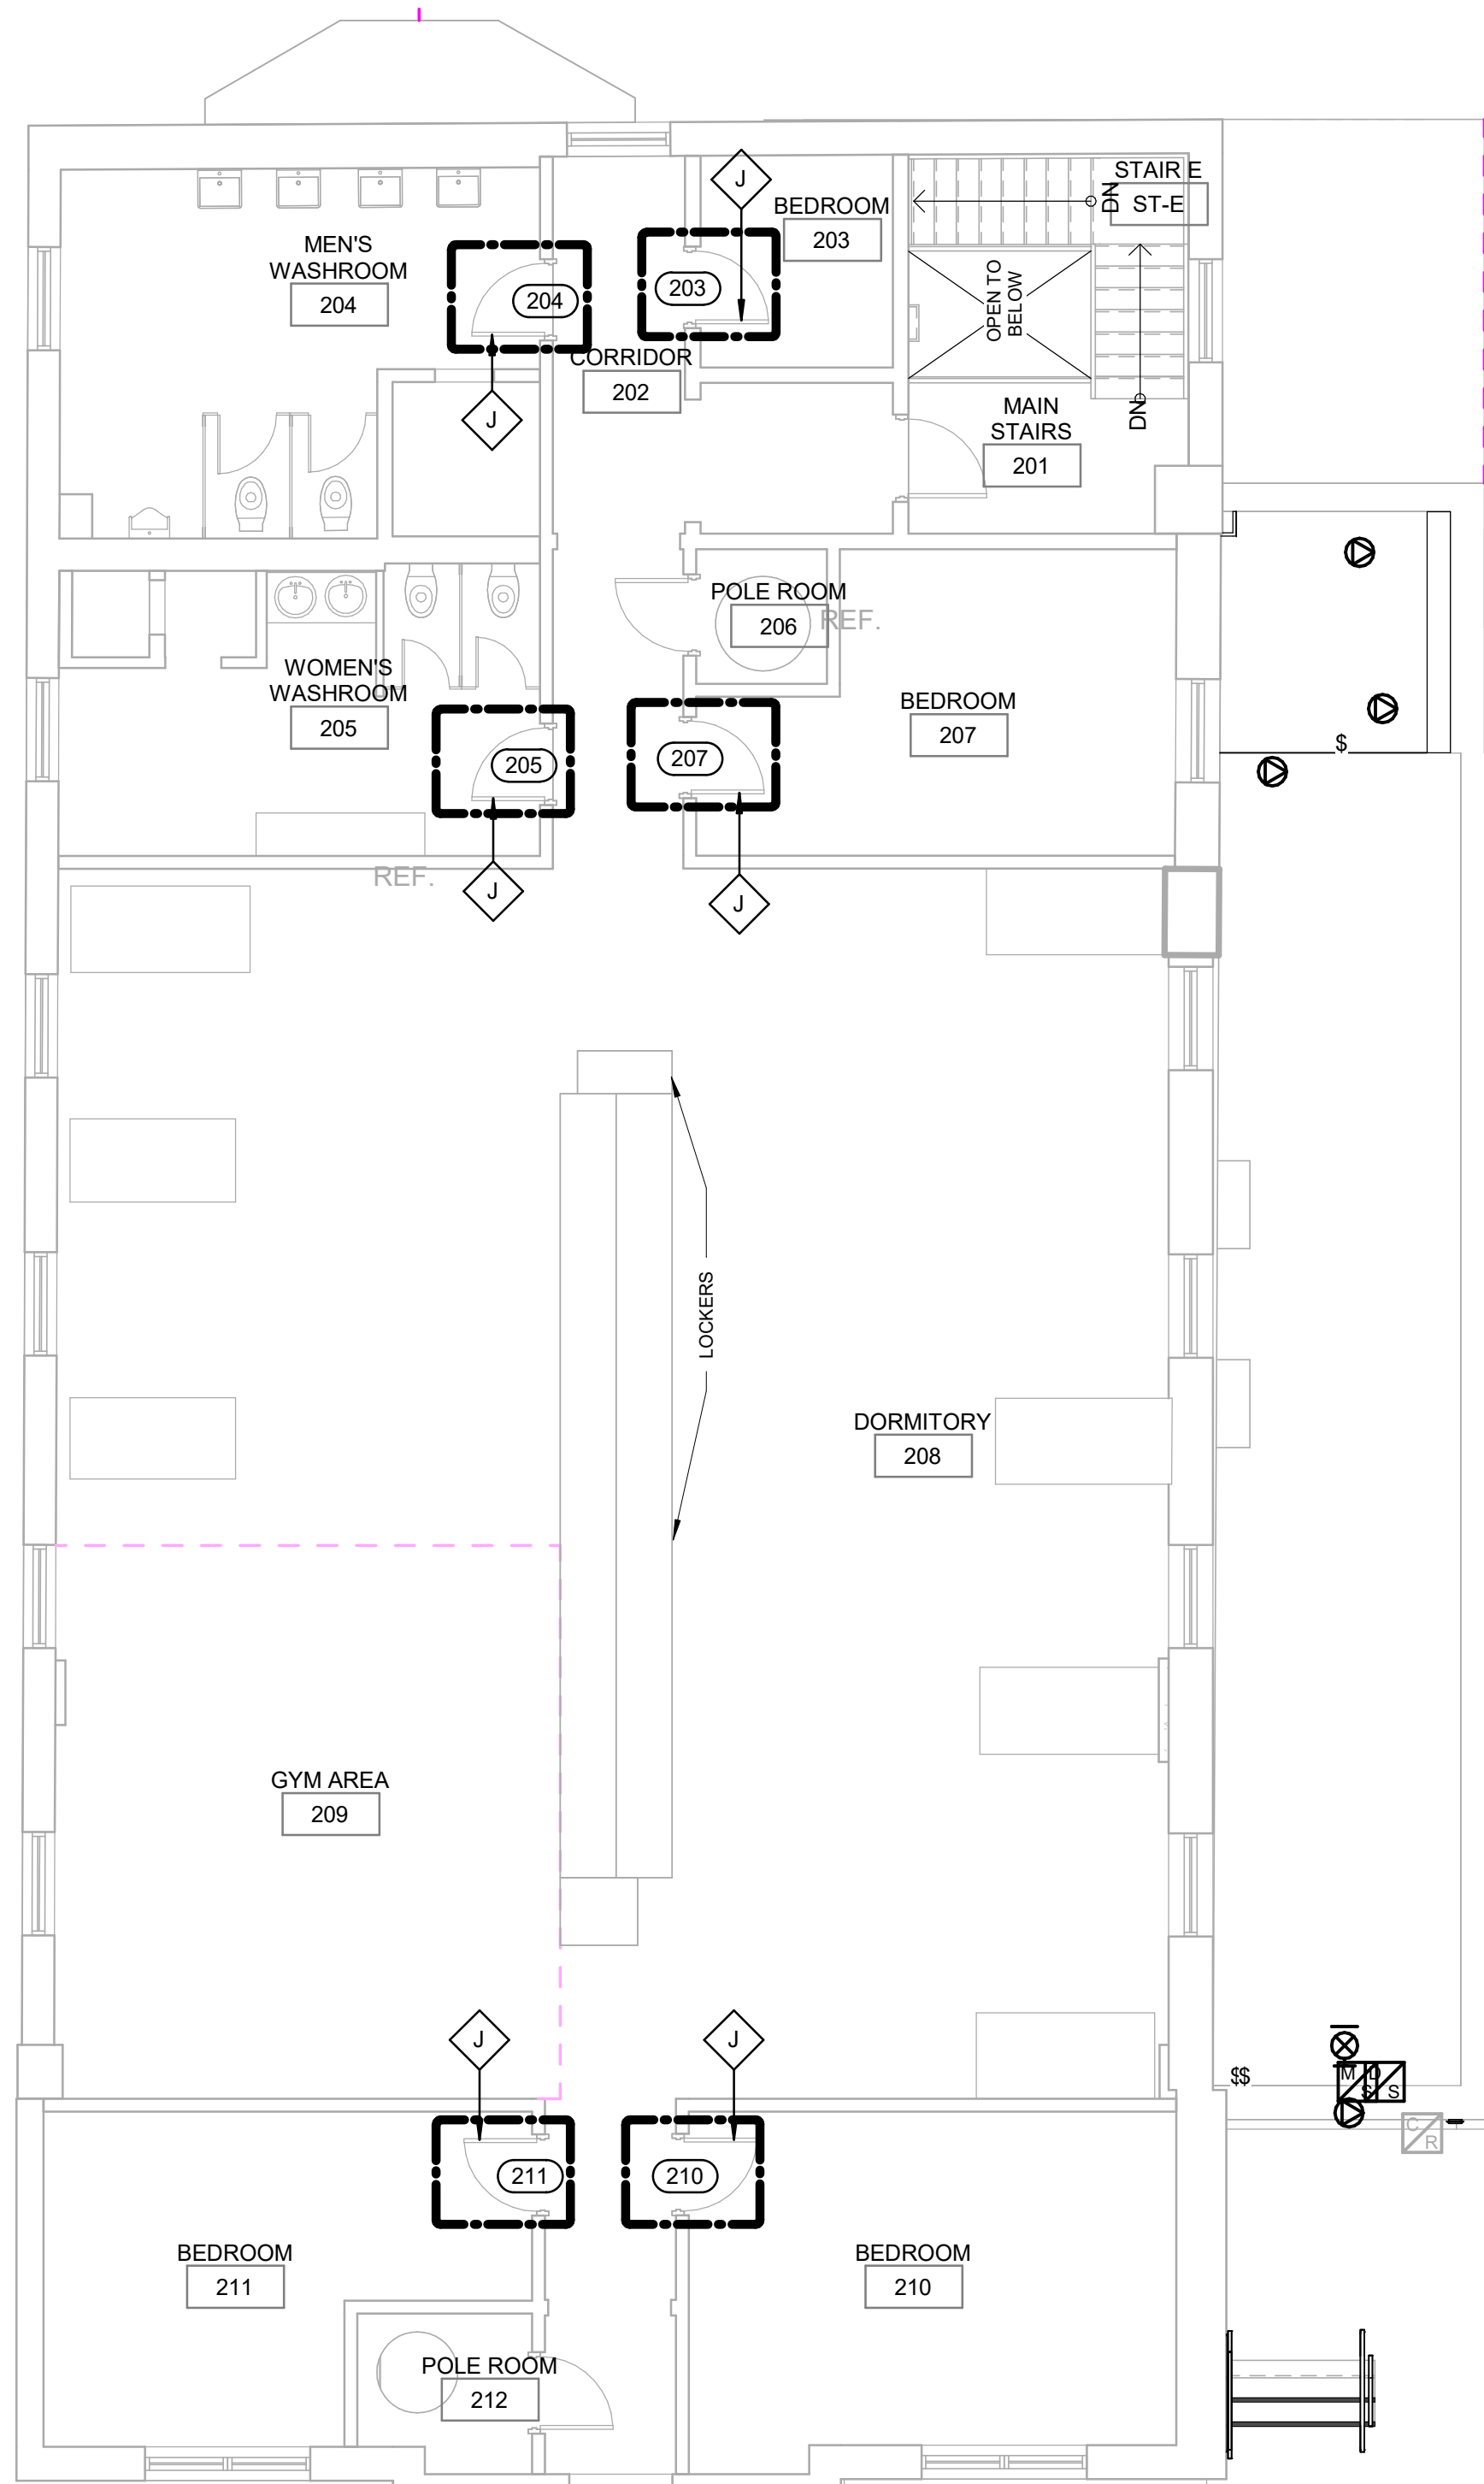 J
STAIR E
ST-E
DN
BEDROOM
203
MEN'S
WASHROOM
204
204
203
OPEN TO
BELOW
CORRIDOR
202
J
DN
MAIN
STAIRS
201
POLE ROOM
206
REF.
WOMEN'S
WASHROOM
205
BEDROOM
207
205
207
$
REF.
J
J
LOCKERS
DORMITORY
208
GYM AREA
209
J
J
$$
M
D
S
S
C
R
211
210
BEDROOM
211
BEDROOM
210
POLE ROOM
212